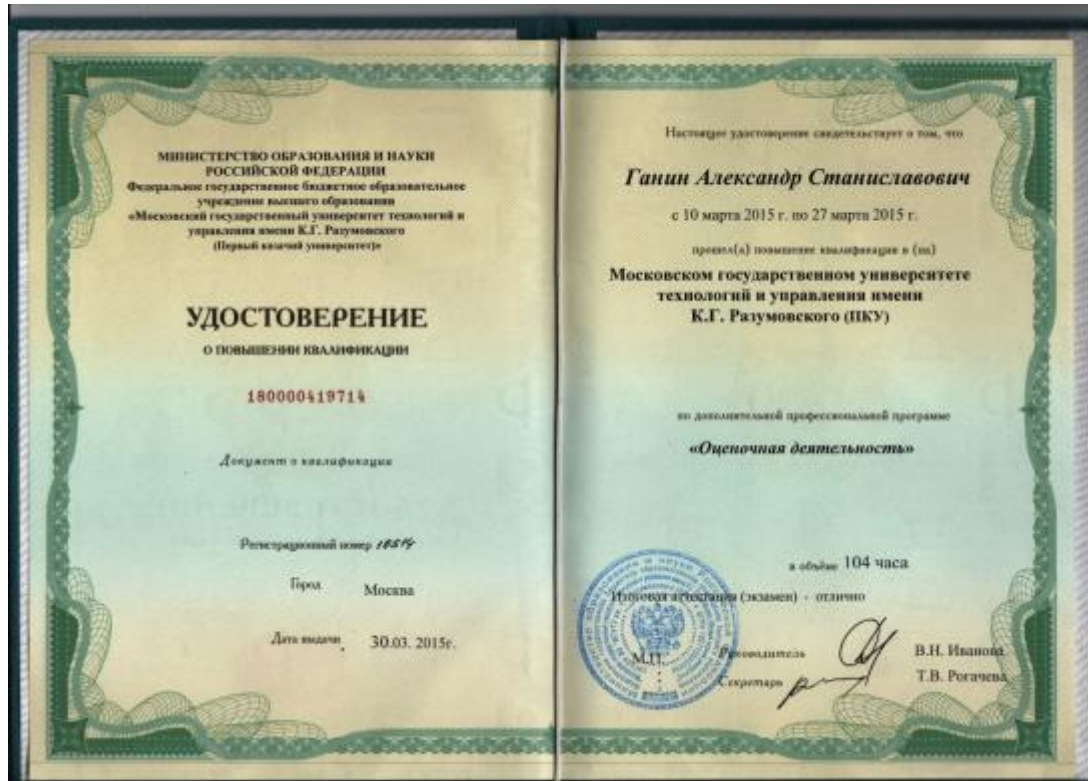 МИНИСТЕРСТВО ОБРАЗОВАНИЯ И НАУКИ
РОССИЙСКОЙ ФЕДЕРАЦИИ
Федеральное государственное бюджетное образовательное
учреждение высшего образования
«Московский государственный университет технологий и
управления имени К.Г. Разумовского
(Первый казачий университет)»
УДОСТОВЕРЕНИЕ
О ПОВЫШЕНИИ КВАЛИФИКАЦИИ
180000419714
Документ о квалификации
Регистрационный номер
Город Москва
Дата выдачи 30.03. 2015г.
Настоящее удостоверение свидетельствует о том, что
Ганин Александр Станиславович
с 10 марта 2015 г. по 27 марта 2015 г.
прошел(а) повышение квалификации в (на)
Московском государственном университете
технологий и управления имени
К.Г. Разумовского (ПКУ)
по дополнительной профессиональной программе
«Оценочная деятельность»
в объёме 104 часа
Итоговая аттестация (экзамен) - отлично
М.П.
Руководитель В.Н. Иванова
Секретарь Т.В. Рогачева